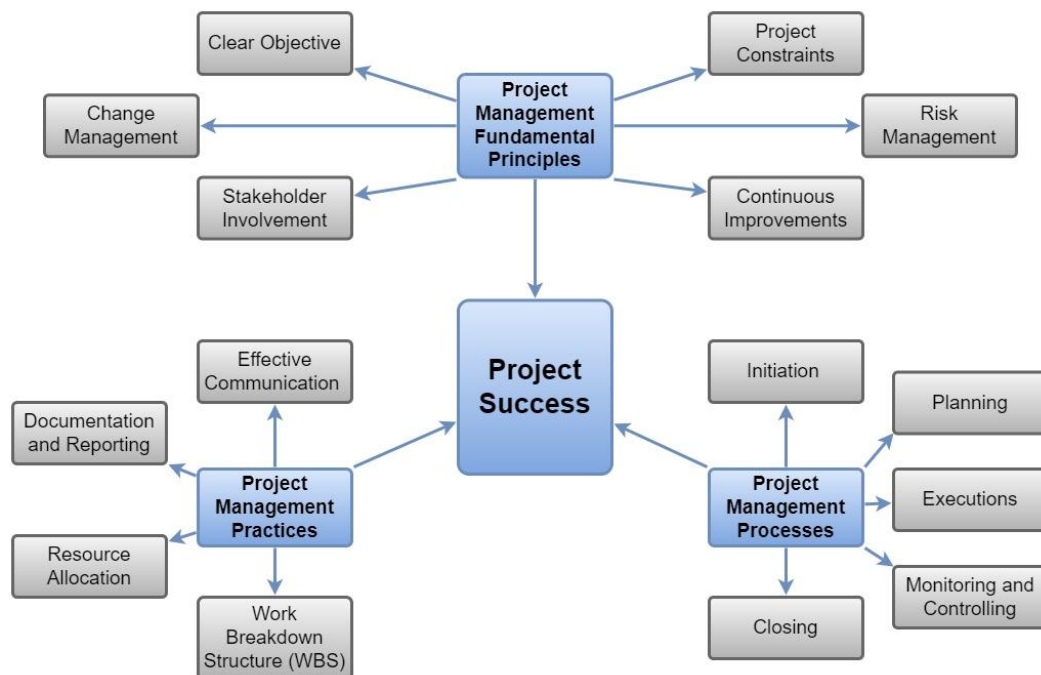 Clear Objective
Project
Constraints
Project
Management
Fundamental
Principles
Change
Management
Risk
Management
Stakeholder
Involvement
Continuous
Improvements
Project
Success
Effective
Communication
Initiation
Documentation
and Reporting
Planning
Project
Management
Practices
Project
Management
Processes
Executions
Resource
Allocation
Monitoring and
Controlling
Work
Breakdown
Structure (WBS)
Closing